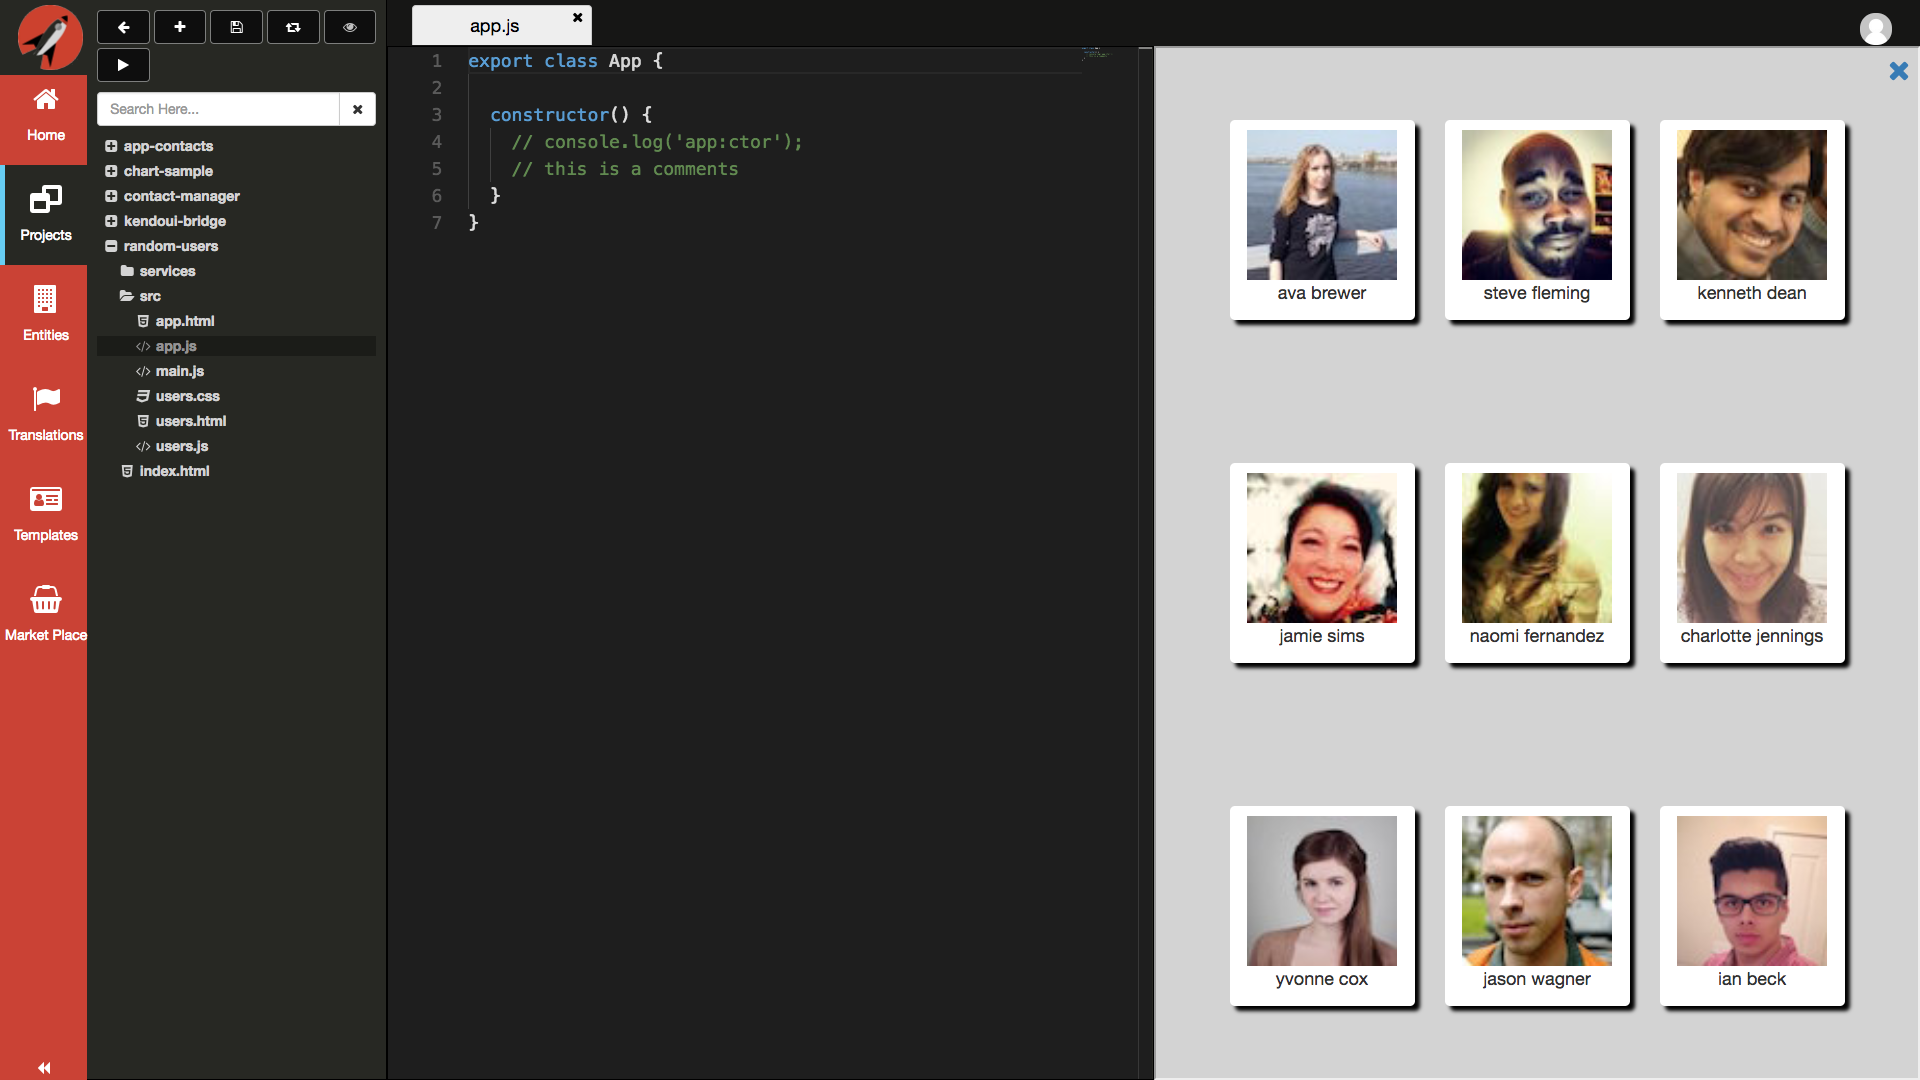 Home
Projects
Entities
Translations
Templates
Market Place
Search Here...
app-contacts
chart-sample
contact-manager
kendoui-bridge
random-users
services
src
app.html
app.js
main.js
users.css
users.html
users.js
index.html
app.js
1 export class App {
2
3 constructor() {
4 // console.log('app:ctor');
5 // this is a comments
6 }
7 }
ava brewer
steve fleming
kenneth dean
jamie sims
naomi fernandez
charlotte jennings
yvonne cox
jason wagner
ian beck